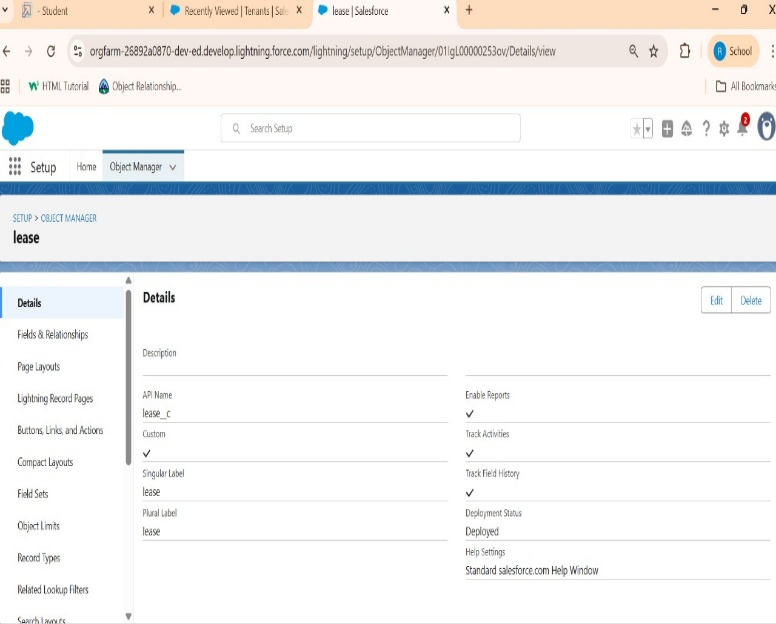 - Student
Recently Viewed | Tenants | Sale
lease | Salesforce
orgfarm-26892a0870-dev-ed.develop.lightning.force.com/lightning/setup/ObjectManager/01IgL00000253ov/Details/view
School
HTML Tutorial
Object Relationship...
All Bookmarks
Search Setup
2
Setup
Home
Object Manager
SETUP > OBJECT MANAGER
lease
Details
Fields & Relationships
Page Layouts
Lightning Record Pages
Buttons, Links, and Actions
Compact Layouts
Field Sets
Object Limits
Record Types
Related Lookup Filters
Search Layouts
Details
Edit
Delete
Description
API Name
lease__c
Custom
Singular Label
lease
Plural Label
lease
Enable Reports
Track Activities
Track Field History
Deployment Status
Deployed
Help Settings
Standard salesforce.com Help Window